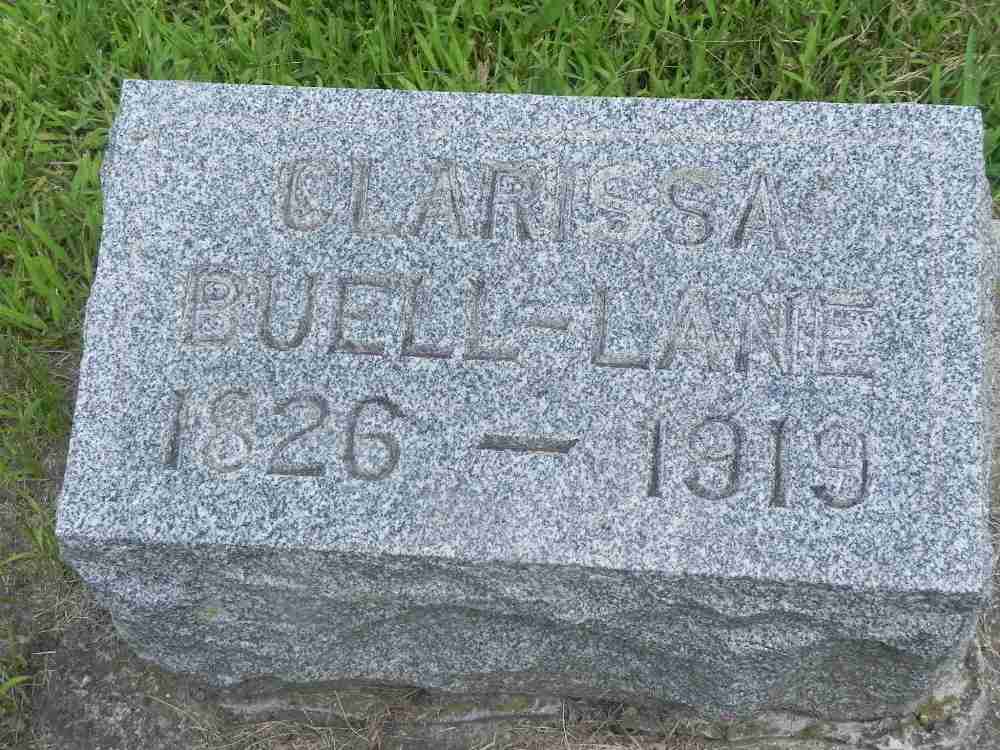 CLARISSA
BUELL-LANE
1826 — 1919